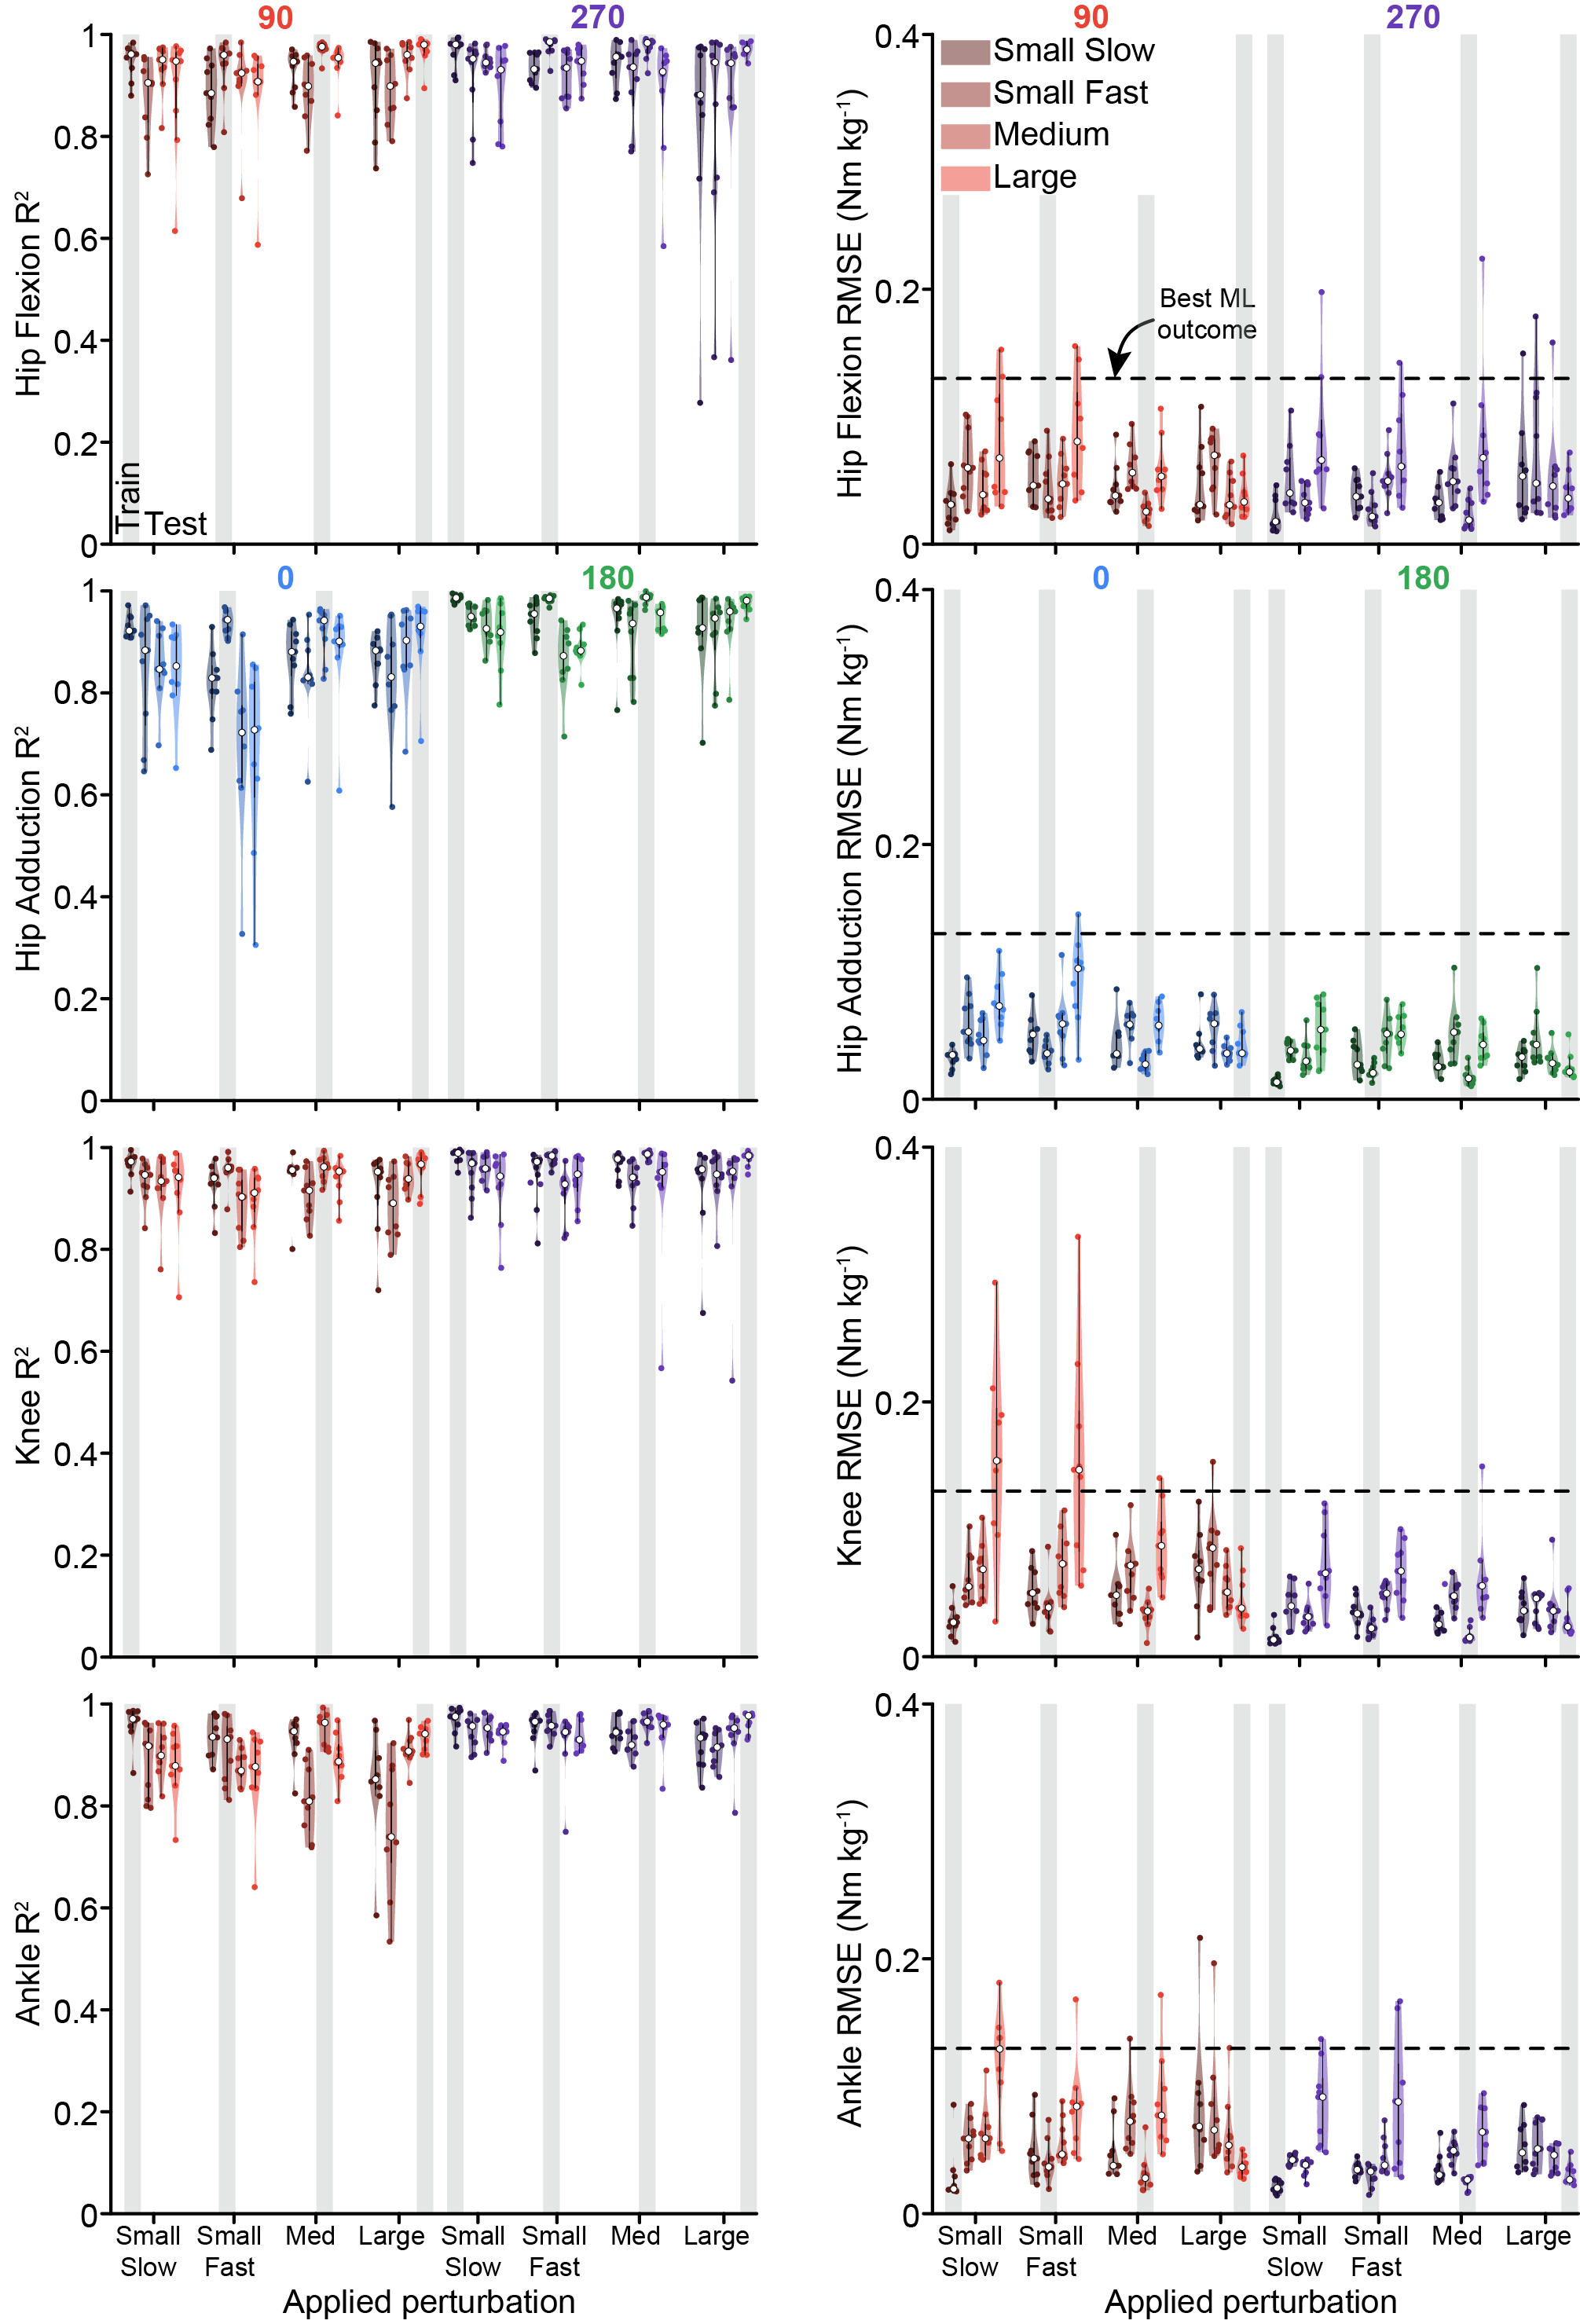 90 270
1
0.8
0.6
0.4
0.2
0
Hip Flexion R²
Train
Test
90 270
0.4
0.2
0
Hip Flexion RMSE (Nm kg⁻¹)
Small Slow
Small Fast
Medium
Large
Best ML
outcome
0 180
1
0.8
0.6
0.4
0.2
0
Hip Adduction R²
0 180
0.4
0.2
0
Hip Adduction RMSE (Nm kg⁻¹)
1
0.8
0.6
0.4
0.2
0
Knee R²
0.4
0.2
0
Knee RMSE (Nm kg⁻¹)
1
0.8
0.6
0.4
0.2
0
Ankle R²
Small Small Med Large Small Small Med Large
Slow Fast Slow Fast
Applied perturbation
0.4
0.2
0
Ankle RMSE (Nm kg⁻¹)
Small Small Med Large Small Small Med Large
Slow Fast Slow Fast
Applied perturbation